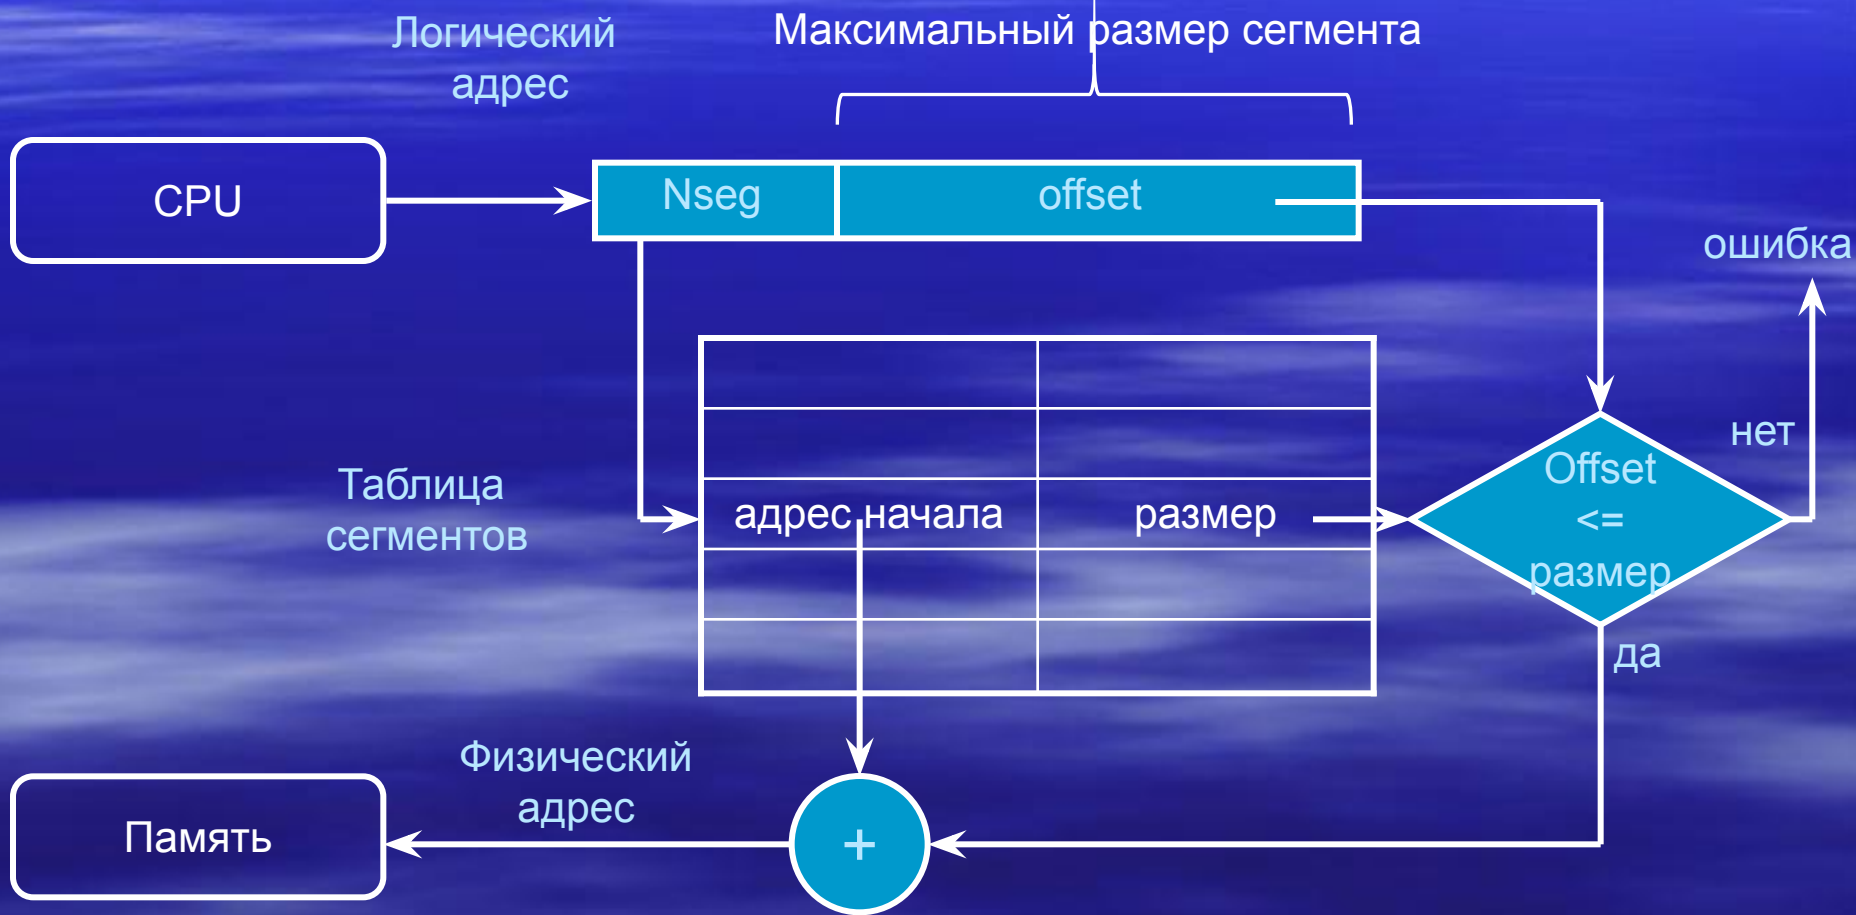 Логический
адрес
Максимальный размер сегмента
CPU
Nseg
offset
ошибка
нет
Таблица
сегментов
адрес начала
размер
Offset
<=
размер
да
Физический
адрес
Память
+